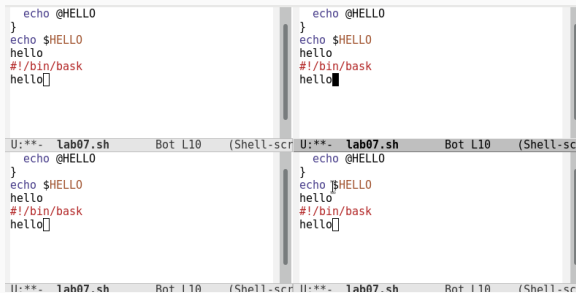 echo @HELLO
}
echo $HELLO
hello
#!/bin/bask
hello
U:**- lab07.sh Bot L10 (Shell-scr
echo @HELLO
}
echo $HELLO
hello
#!/bin/bask
hello
U:**- lab07.sh Bot L10 (Shell-sc
echo @HELLO
}
echo $HELLO
hello
#!/bin/bask
hello
U:**- lab07.sh Bot L10 (Shell-scr
echo @HELLO
}
echo $HELLO
hello
#!/bin/bask
hello
U:**- lab07.sh Bot L10 (Shell-sc